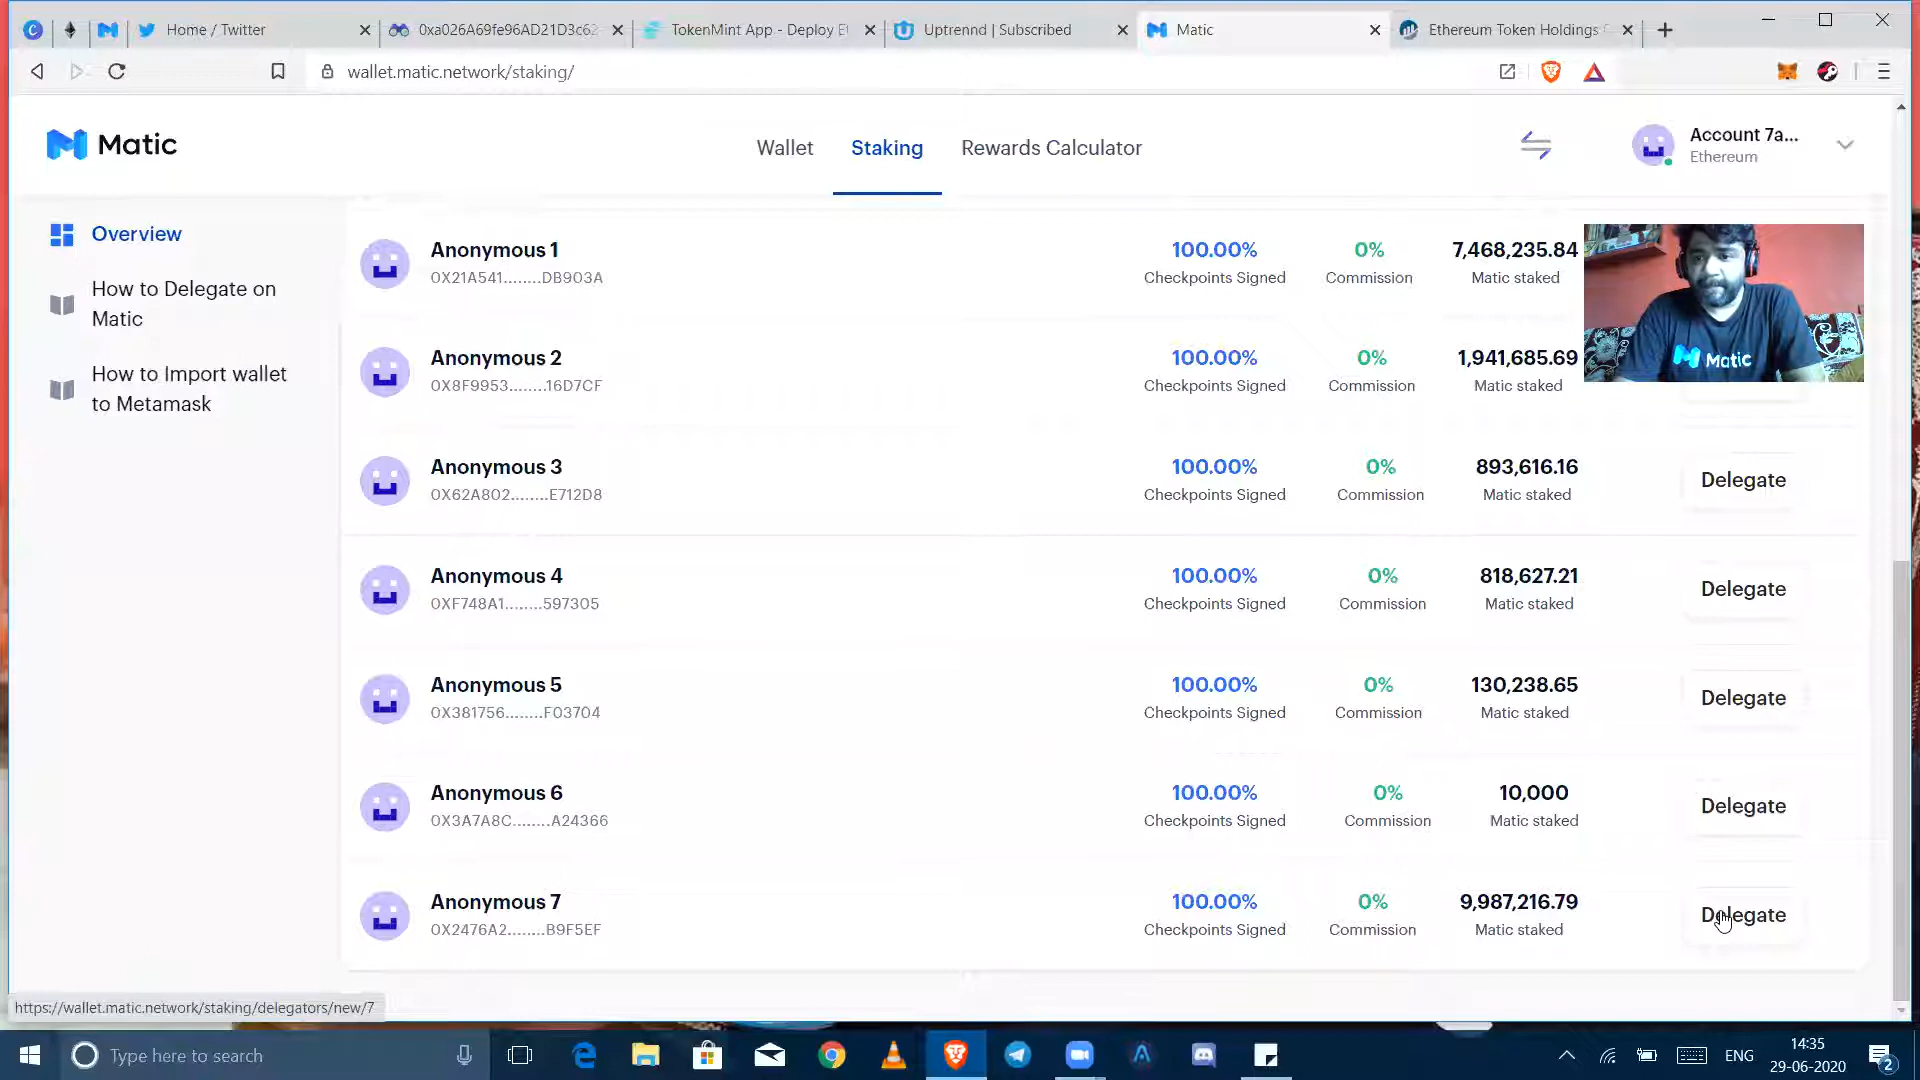 Home / Twitter
0xa026A69fe96AD21D3c62
TokenMint App - Deploy Et
Uptrennd | Subscribed
Matic
Ethereum Token Holdings
wallet.matic.network/staking/
Matic
Wallet
Staking
Rewards Calculator
Account 7a...
Ethereum
Overview
How to Delegate on
Matic
How to Import wallet
to Metamask
Anonymous 1
0X21A541........DB903A
100.00%
Checkpoints Signed
0%
Commission
7,468,235.84
Matic staked
Matic
Anonymous 2
0X8F9953........16D7CF
100.00%
Checkpoints Signed
0%
Commission
1,941,685.69
Matic staked
Anonymous 3
0X62A802........E712D8
100.00%
Checkpoints Signed
0%
Commission
893,616.16
Matic staked
Delegate
Anonymous 4
0XF748A1........597305
100.00%
Checkpoints Signed
0%
Commission
818,627.21
Matic staked
Delegate
Anonymous 5
0X381756........F03704
100.00%
Checkpoints Signed
0%
Commission
130,238.65
Matic staked
Delegate
Anonymous 6
0X3A7A8C........A24366
100.00%
Checkpoints Signed
0%
Commission
10,000
Matic staked
Delegate
Anonymous 7
0X2476A2........B9F5EF
100.00%
Checkpoints Signed
0%
Commission
9,987,216.79
Matic staked
Delegate
https://wallet.matic.network/staking/delegators/new/7
Type here to search
ENG
14:35
29-06-2020
2